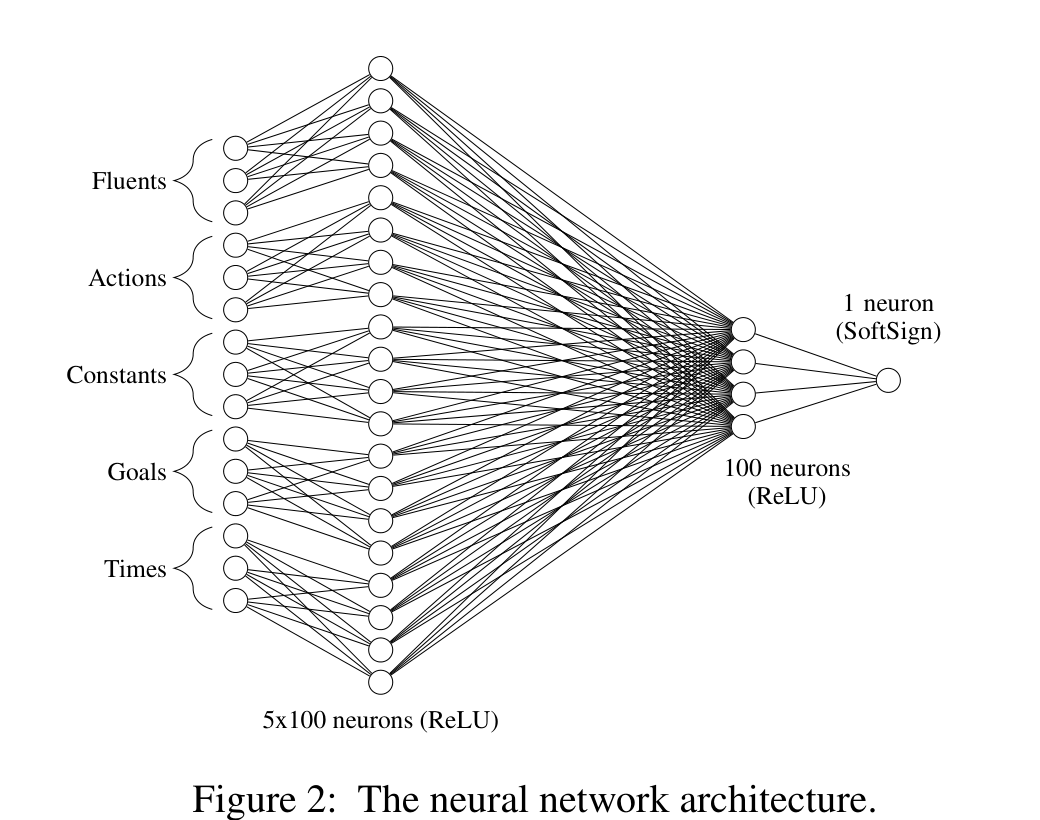 Fluents
Actions
Constants
Goals
Times
5x100 neurons (ReLU)
100 neurons
(ReLU)
1 neuron
(SoftSign)
Figure 2: The neural network architecture.